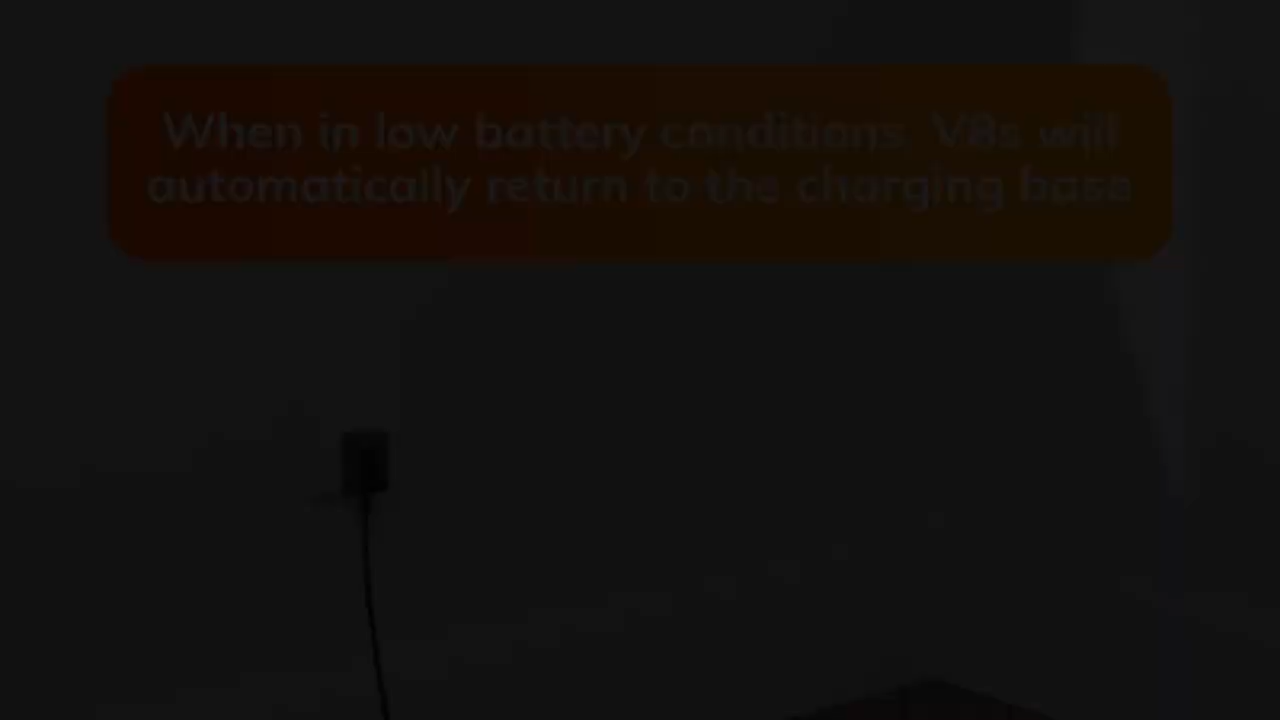 When in low battery conditions, V8s will
automatically return to the charging base